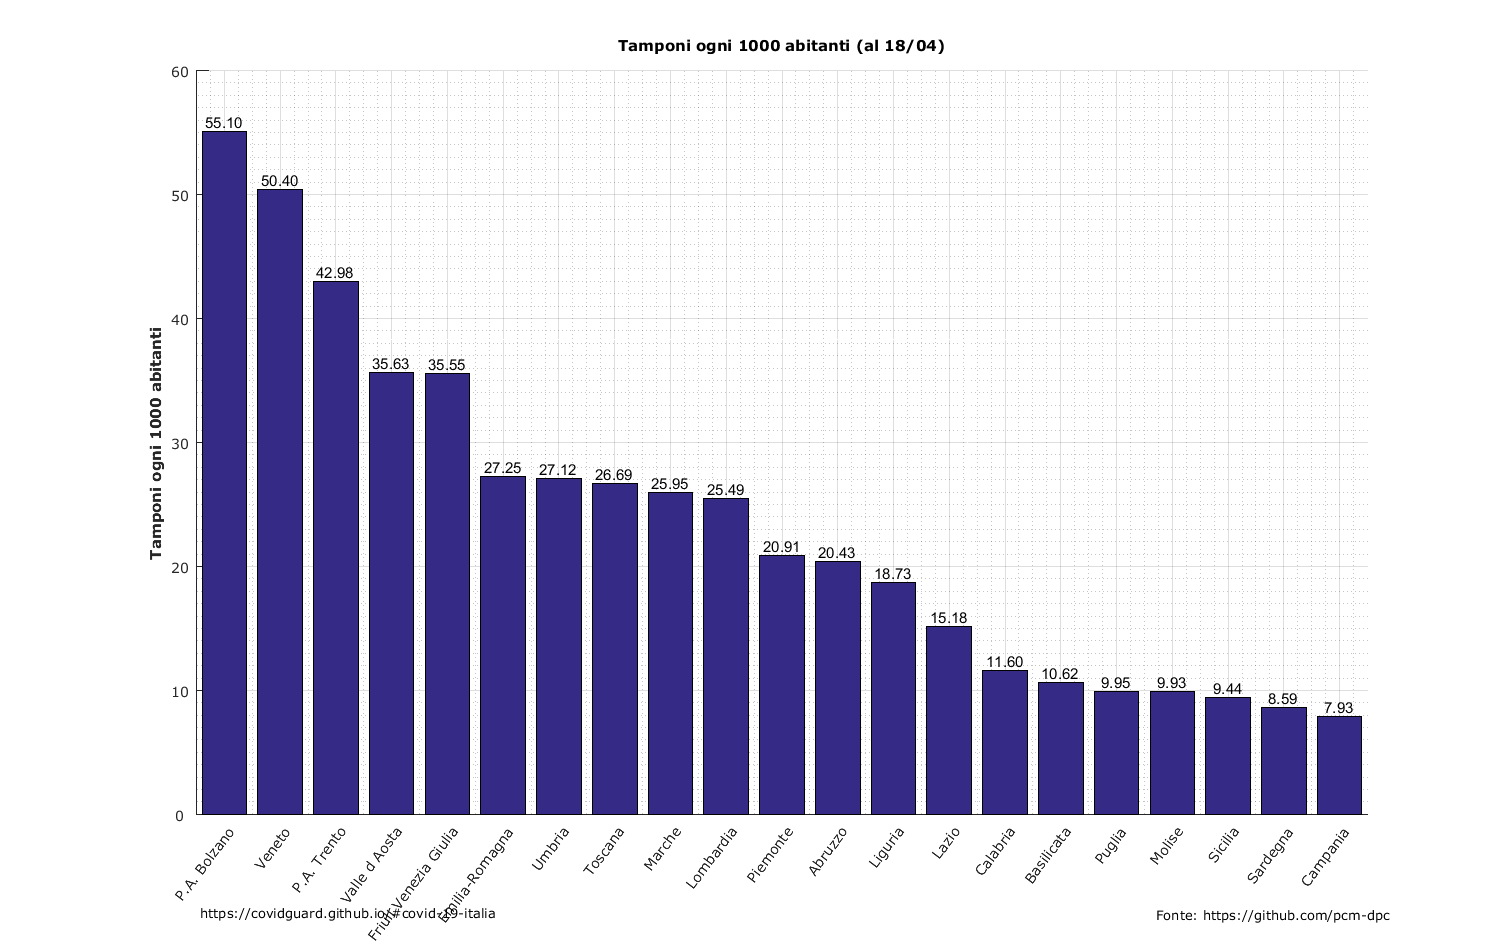 Tamponi ogni 1000 abitanti (al 18/04)
Tamponi ogni 1000 abitanti
60
50
40
30
20
10
0
55.10
50.40
42.98
35.63
35.55
27.25
27.12
26.69
25.95
25.49
20.91
20.43
18.73
15.18
11.60
10.62
9.95
9.93
9.44
8.59
7.93
P.A. Bolzano
Veneto
P.A. Trento
Valle d Aosta
Friuli Venezia Giulia
Emilia-Romagna
Umbria
Toscana
Marche
Lombardia
Piemonte
Abruzzo
Liguria
Lazio
Calabria
Basilicata
Puglia
Molise
Sicilia
Sardegna
Campania
https://covidguard.github.io/#covid-19-italia
Fonte: https://github.com/pcm-dpc